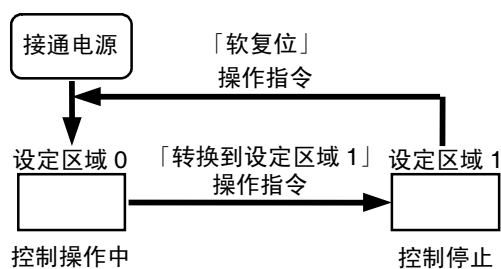 接通电源
「软复位」
操作指令
设定区域 0
「转换到设定区域 1」
操作指令
设定区域 1
控制操作中
控制停止